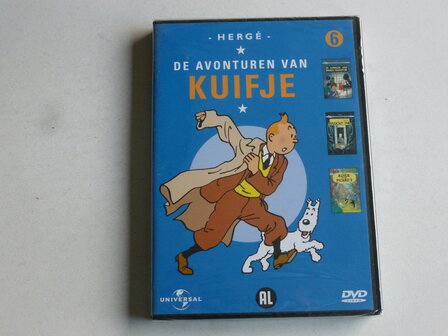 - HERGÉ -
6
DE AVONTUREN VAN
KUIFJE
UNIVERSAL
AL
DVD